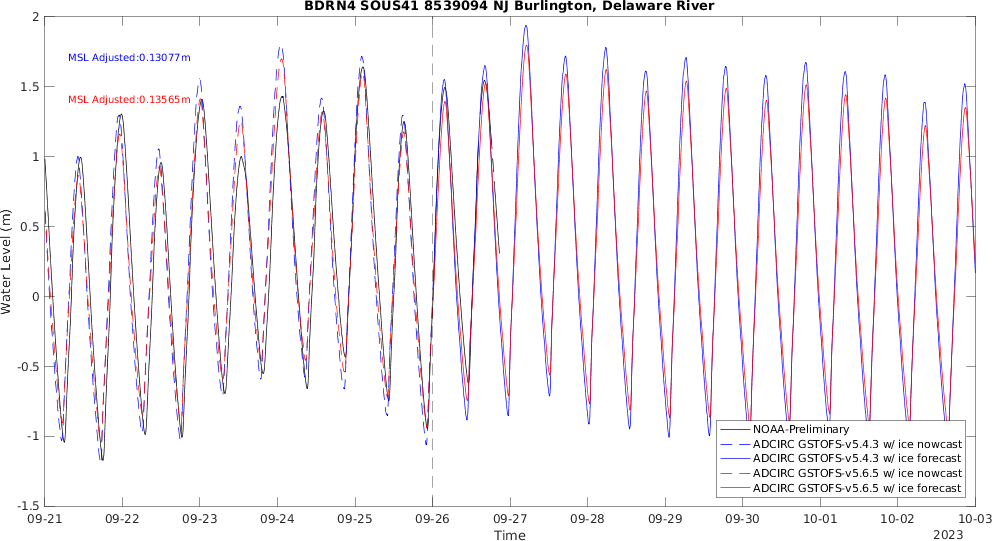 BDRN4 SOUS41 8539094 NJ Burlington, Delaware River
2
1.5
1
0.5
0
-0.5
-1
-1.5
Water Level (m)
MSL Adjusted:0.13077m
MSL Adjusted:0.13565m
NOAA-Preliminary
ADCIRC GSTOFS-v5.4.3 w/ ice nowcast
ADCIRC GSTOFS-v5.4.3 w/ ice forecast
ADCIRC GSTOFS-v5.6.5 w/ ice nowcast
ADCIRC GSTOFS-v5.6.5 w/ ice forecast
09-21 09-22 09-23 09-24 09-25 09-26 09-27 09-28 09-29 09-30 10-01 10-02 10-03
Time
2023